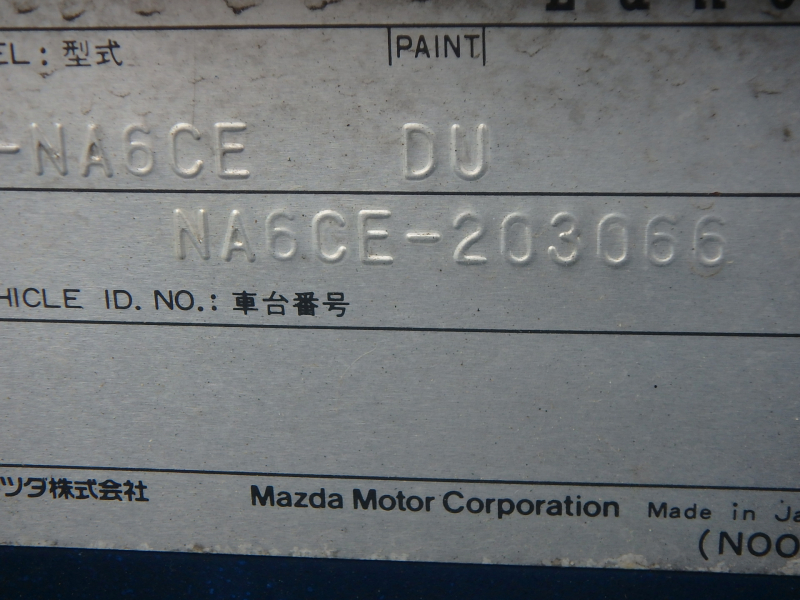 EL: 型式 |PAINT|
-NA6CE DU
NA6CE-203066
HICLE ID. NO.: 車台番号
ツダ株式会社 Mazda Motor Corporation Made in Ja
(NOO